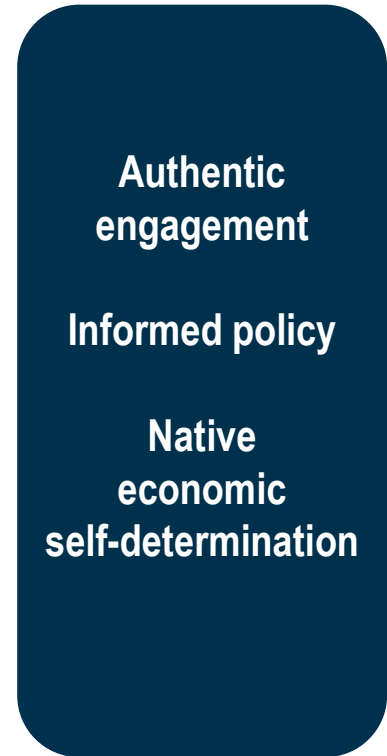 Authentic
engagement
Informed policy
Native
economic
self-determination